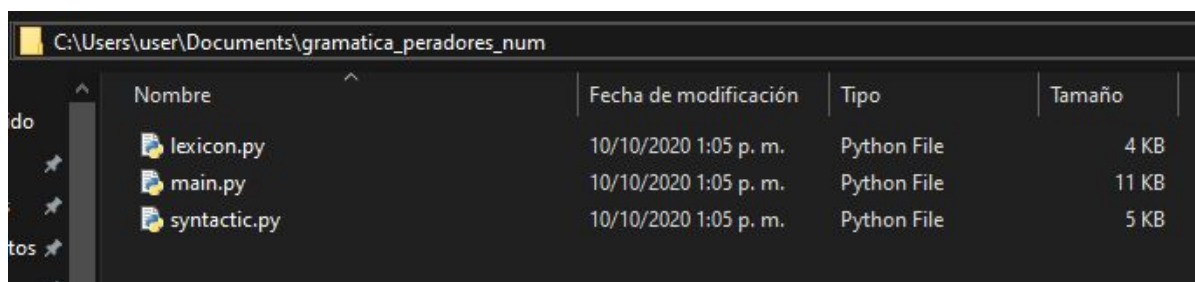 C:\Users\user\Documents\gramatica_peradores_num
Nombre Fecha de modificación Tipo Tamaño
ido
lexicon.py 10/10/2020 1:05 p. m. Python File 4 KB
main.py 10/10/2020 1:05 p. m. Python File 11 KB
syntactic.py 10/10/2020 1:05 p. m. Python File 5 KB
tos